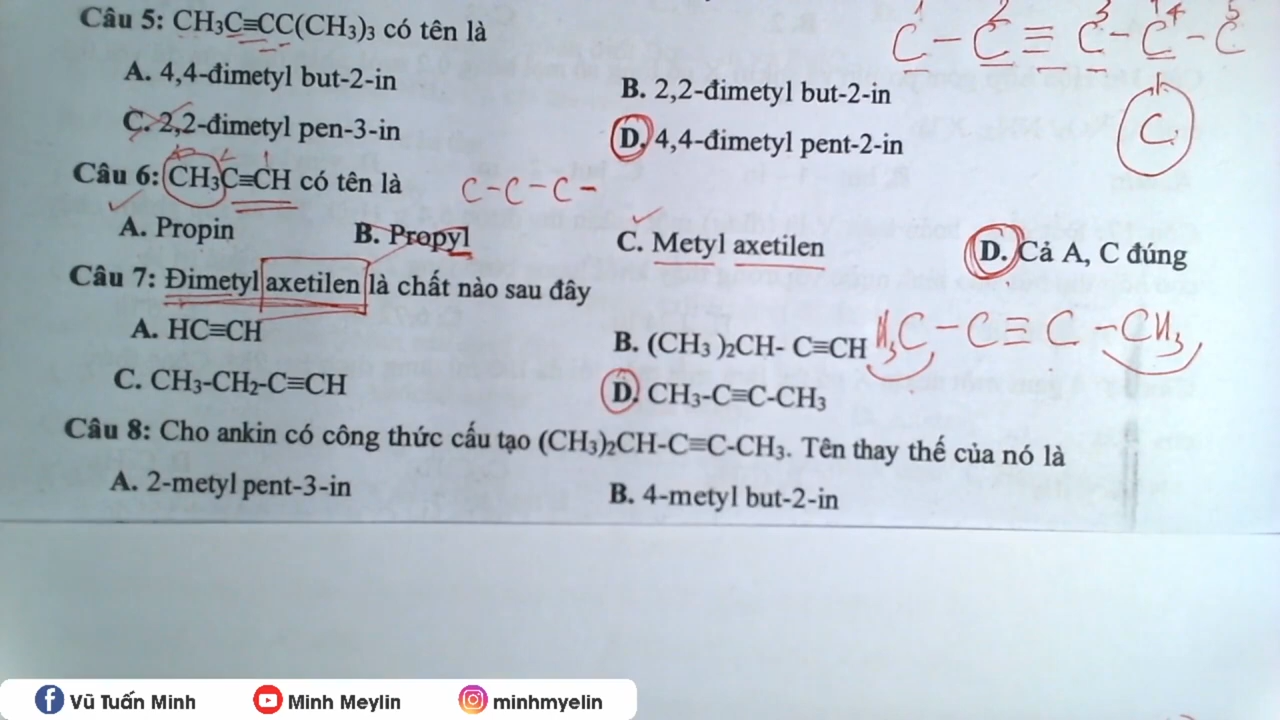 Câu 5: CH3C≡CC(CH3)3 có tên là
1 2 3 4 5
C - C ≡ C - C - C
C
A. 4,4-đimetyl but-2-in
B. 2,2-đimetyl but-2-in
C. 2,2-đimetyl pen-3-in
D. 4,4-đimetyl pent-2-in
Câu 6: CH3C≡CH có tên là
C - C - C -
A. Propin
B. Propyl
C. Metyl axetilen
D. Cả A, C đúng
Câu 7: Đimetyl axetilen là chất nào sau đây
A. HC≡CH
B. (CH3 )2CH- C≡CH
H3C - C ≡ C - CH3
C. CH3-CH2-C≡CH
D. CH3-C≡C-CH3
Câu 8: Cho ankin có công thức cấu tạo (CH3)2CH-C≡C-CH3. Tên thay thế của nó là
A. 2-metyl pent-3-in
B. 4-metyl but-2-in
Vũ Tuấn Minh
Minh Meylin
minhmyelin